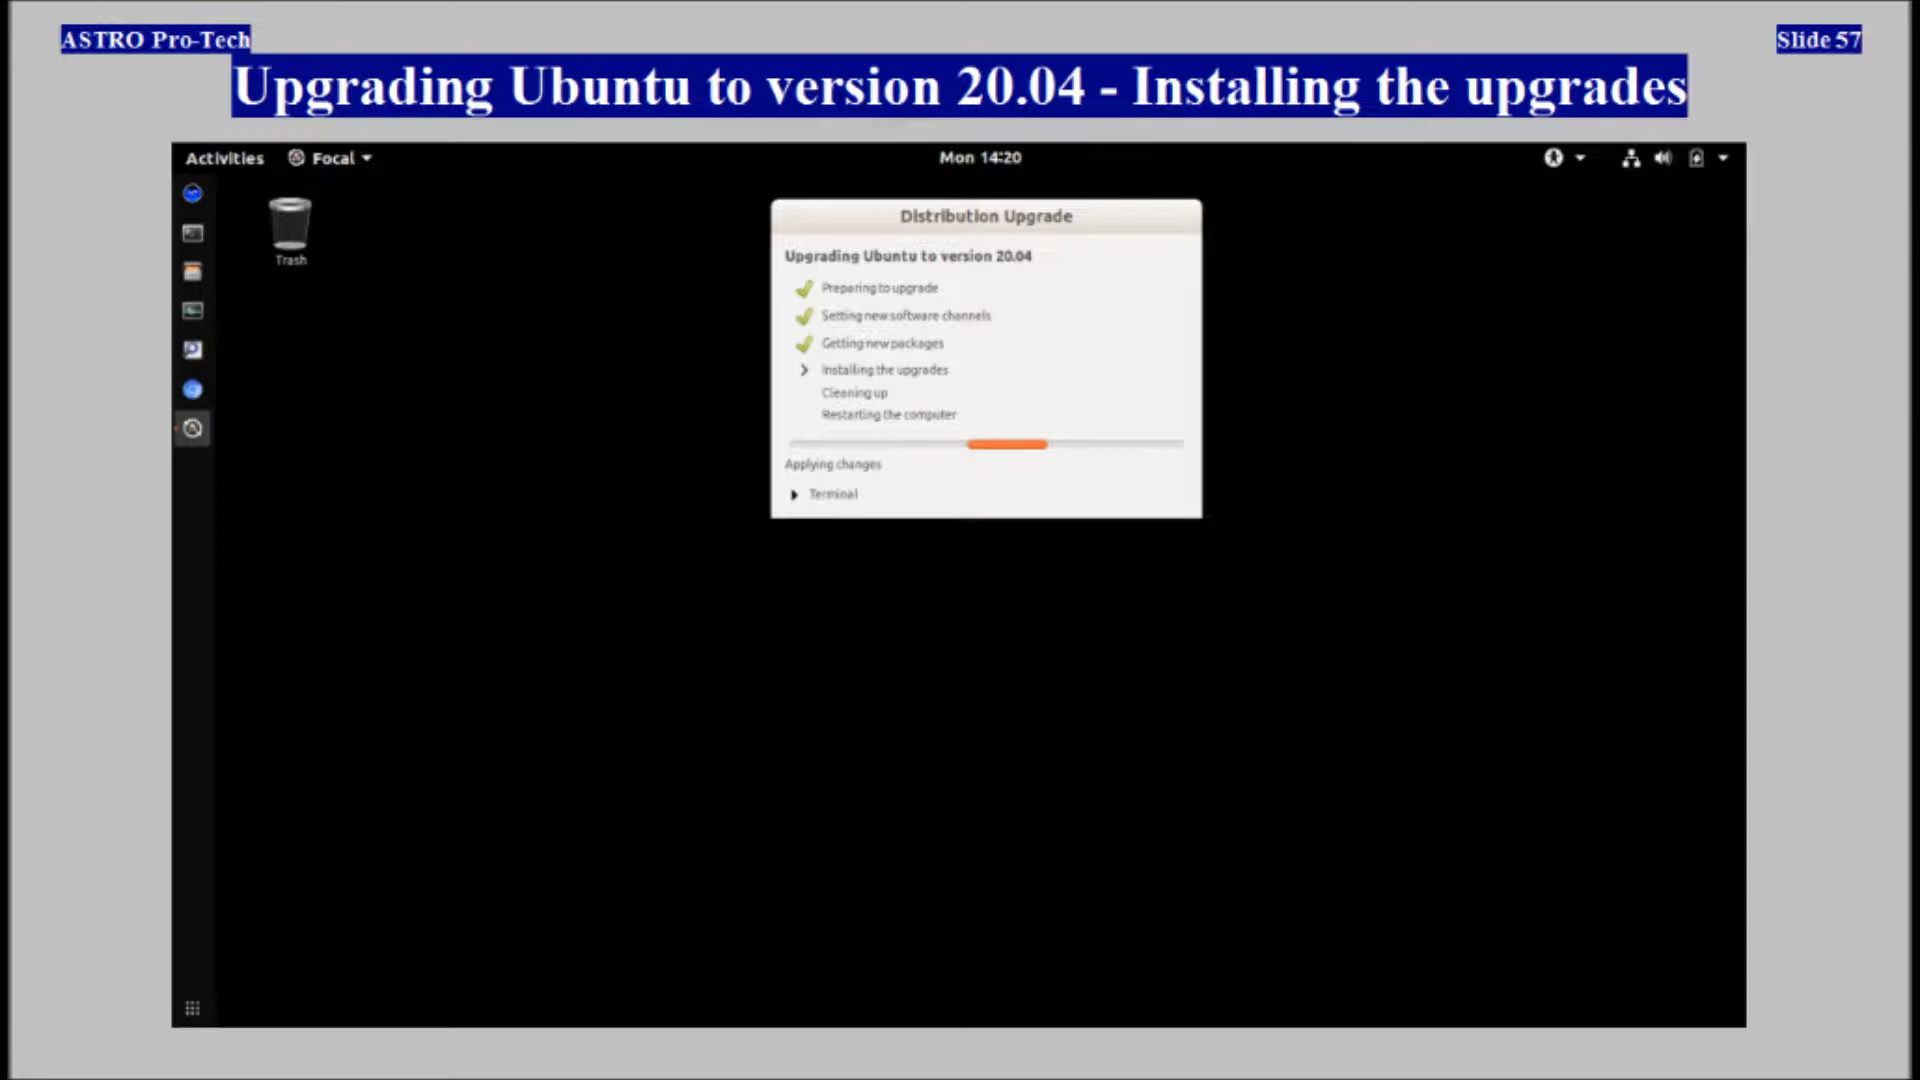 ASTRO Pro-Tech
Slide 57
Upgrading Ubuntu to version 20.04 - Installing the upgrades
Activities Focal Mon 14:20
Trash
Distribution Upgrade
Upgrading Ubuntu to version 20.04
Preparing to upgrade
Setting new software channels
Getting new packages
Installing the upgrades
Cleaning up
Restarting the computer
Applying changes
Terminal